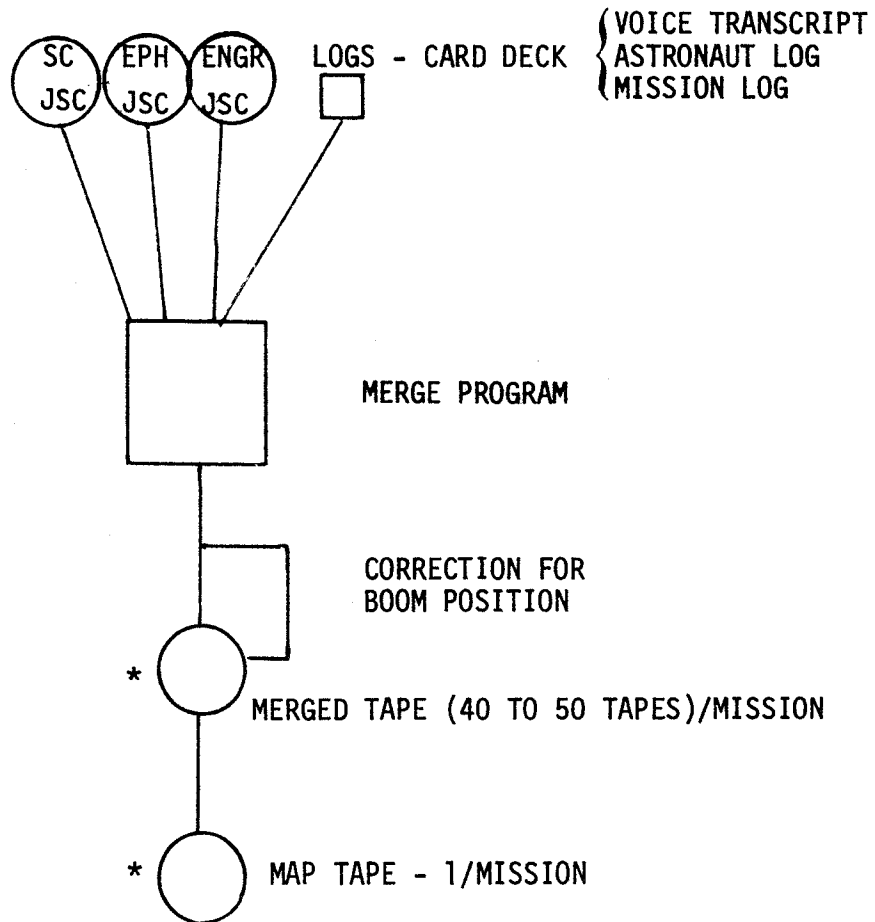 SC EPH ENGR LOGS - CARD DECK { VOICE TRANSCRIPT
JSC JSC JSC ASTRONAUT LOG
MISSION LOG
MERGE PROGRAM
CORRECTION FOR
BOOM POSITION
*
MERGED TAPE (40 TO 50 TAPES)/MISSION
* MAP TAPE - 1/MISSION